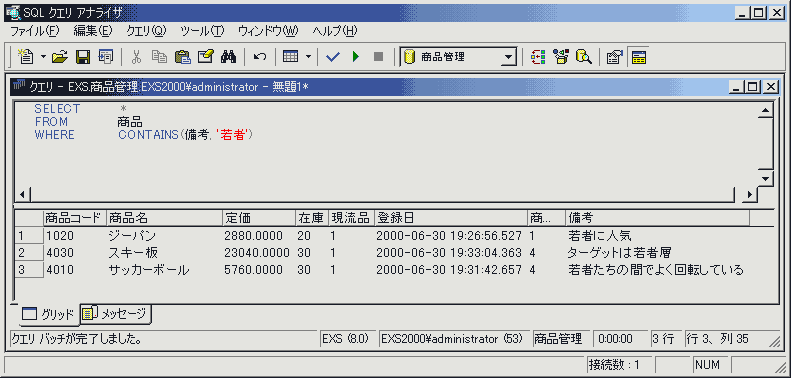 SQL クエリ アナライザ
ファイル(F) 編集(E) クエリ(Q) ツール(T) ウィンドウ(W) ヘルプ(H)
商品管理
クエリ - EXS.商品管理.EXS2000¥administrator - 無題1*
SELECT *
FROM 商品
WHERE CONTAINS(備考, '若者')
商品コード 商品名 定価 在庫 現流品 登録日 商... 備考
1 1020 ジーパン 2880.0000 20 1 2000-06-30 19:26:56.527 1 若者に人気
2 4030 スキー板 23040.0000 30 1 2000-06-30 19:33:04.363 4 ターゲットは若者層
3 4010 サッカーボール 5760.0000 30 1 2000-06-30 19:31:42.657 4 若者たちの間でよく回転している
グリッド メッセージ
クエリ バッチが完了しました。 EXS (8.0) EXS2000¥administrator (53) 商品管理 0:00:00 3 行 行 3、列 35
接続数 : 1 NUM